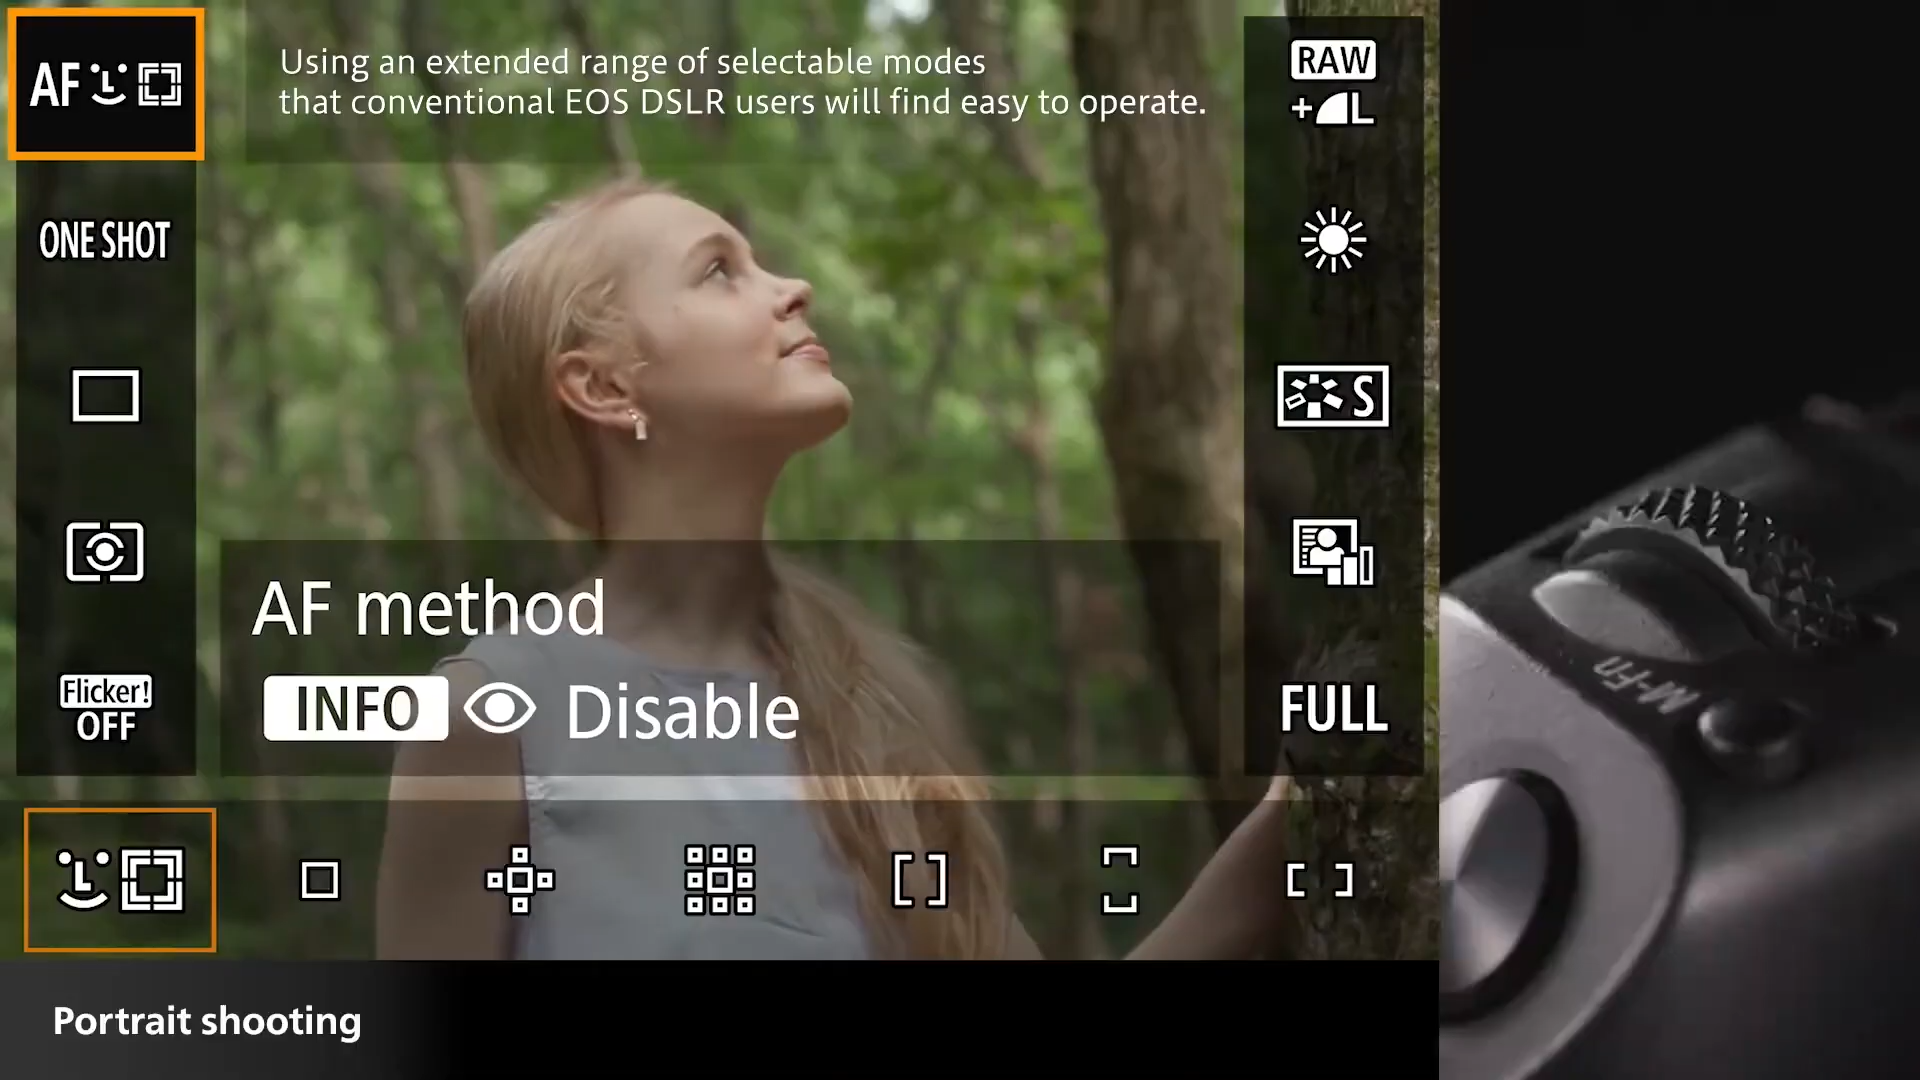 AF
Using an extended range of selectable modes
that conventional EOS DSLR users will find easy to operate.
RAW
+L
ONE SHOT
S
AF method
INFO Disable
Flicker!
OFF
FULL
M-Fn
Portrait shooting